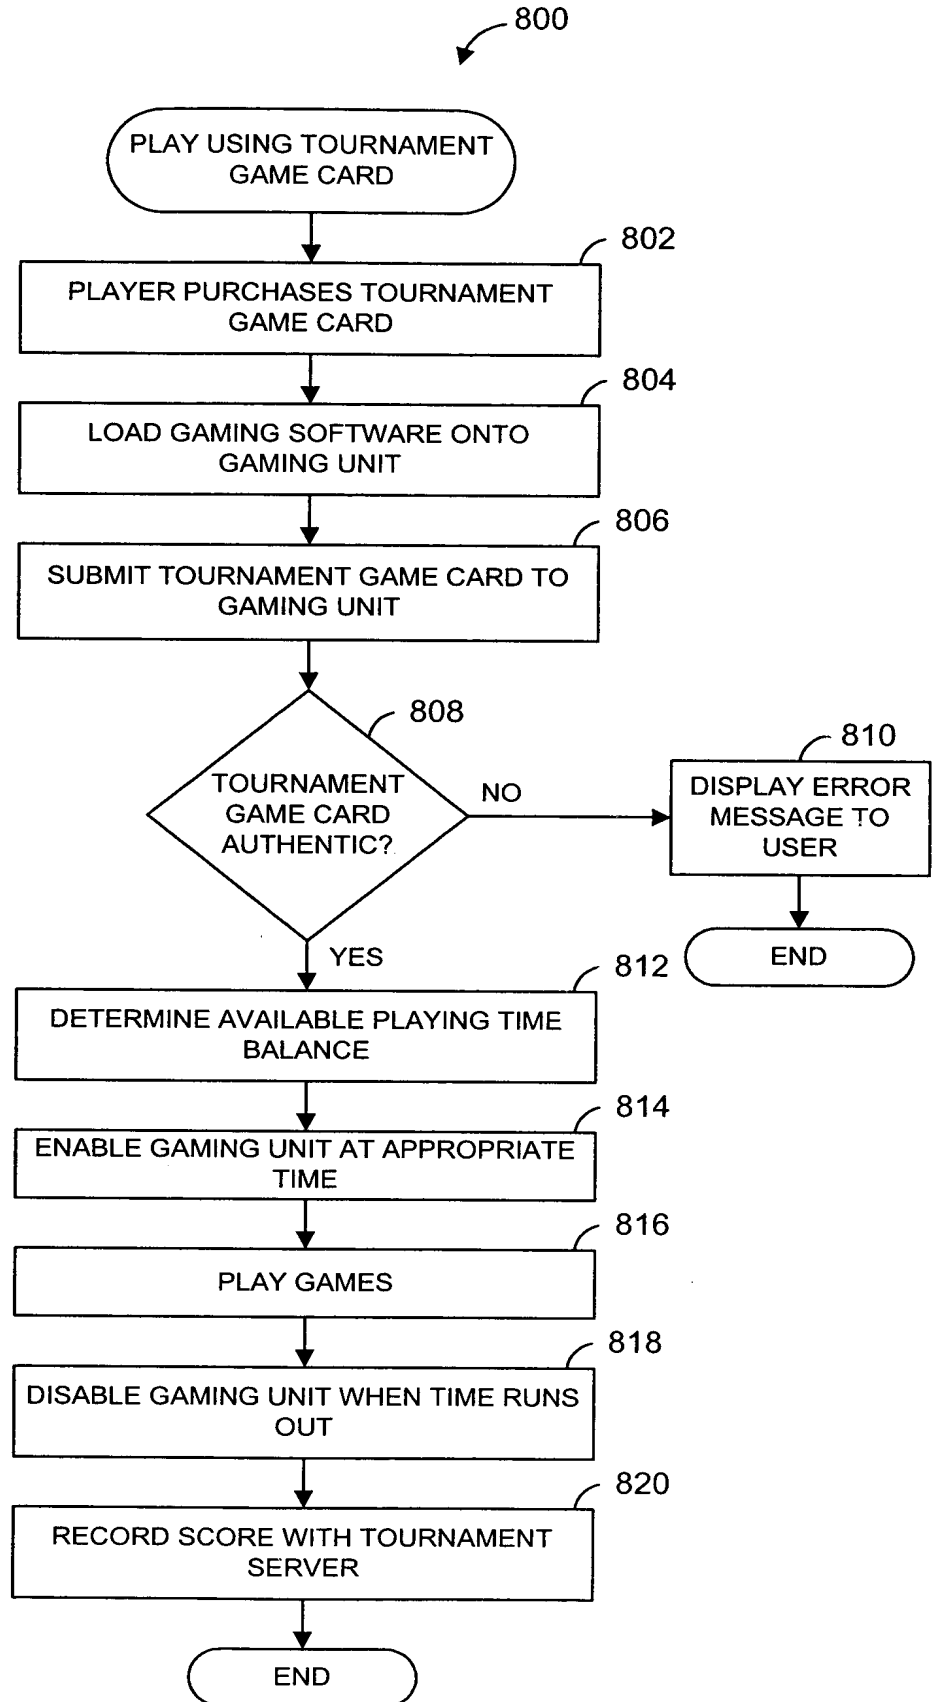 800
PLAY USING TOURNAMENT
GAME CARD
802
PLAYER PURCHASES TOURNAMENT
GAME CARD
804
LOAD GAMING SOFTWARE ONTO
GAMING UNIT
806
SUBMIT TOURNAMENT GAME CARD TO
GAMING UNIT
808
TOURNAMENT
GAME CARD
AUTHENTIC?
NO
810
DISPLAY ERROR
MESSAGE TO
USER
END
YES
812
DETERMINE AVAILABLE PLAYING TIME
BALANCE
814
ENABLE GAMING UNIT AT APPROPRIATE
TIME
816
PLAY GAMES
818
DISABLE GAMING UNIT WHEN TIME RUNS
OUT
820
RECORD SCORE WITH TOURNAMENT
SERVER
END